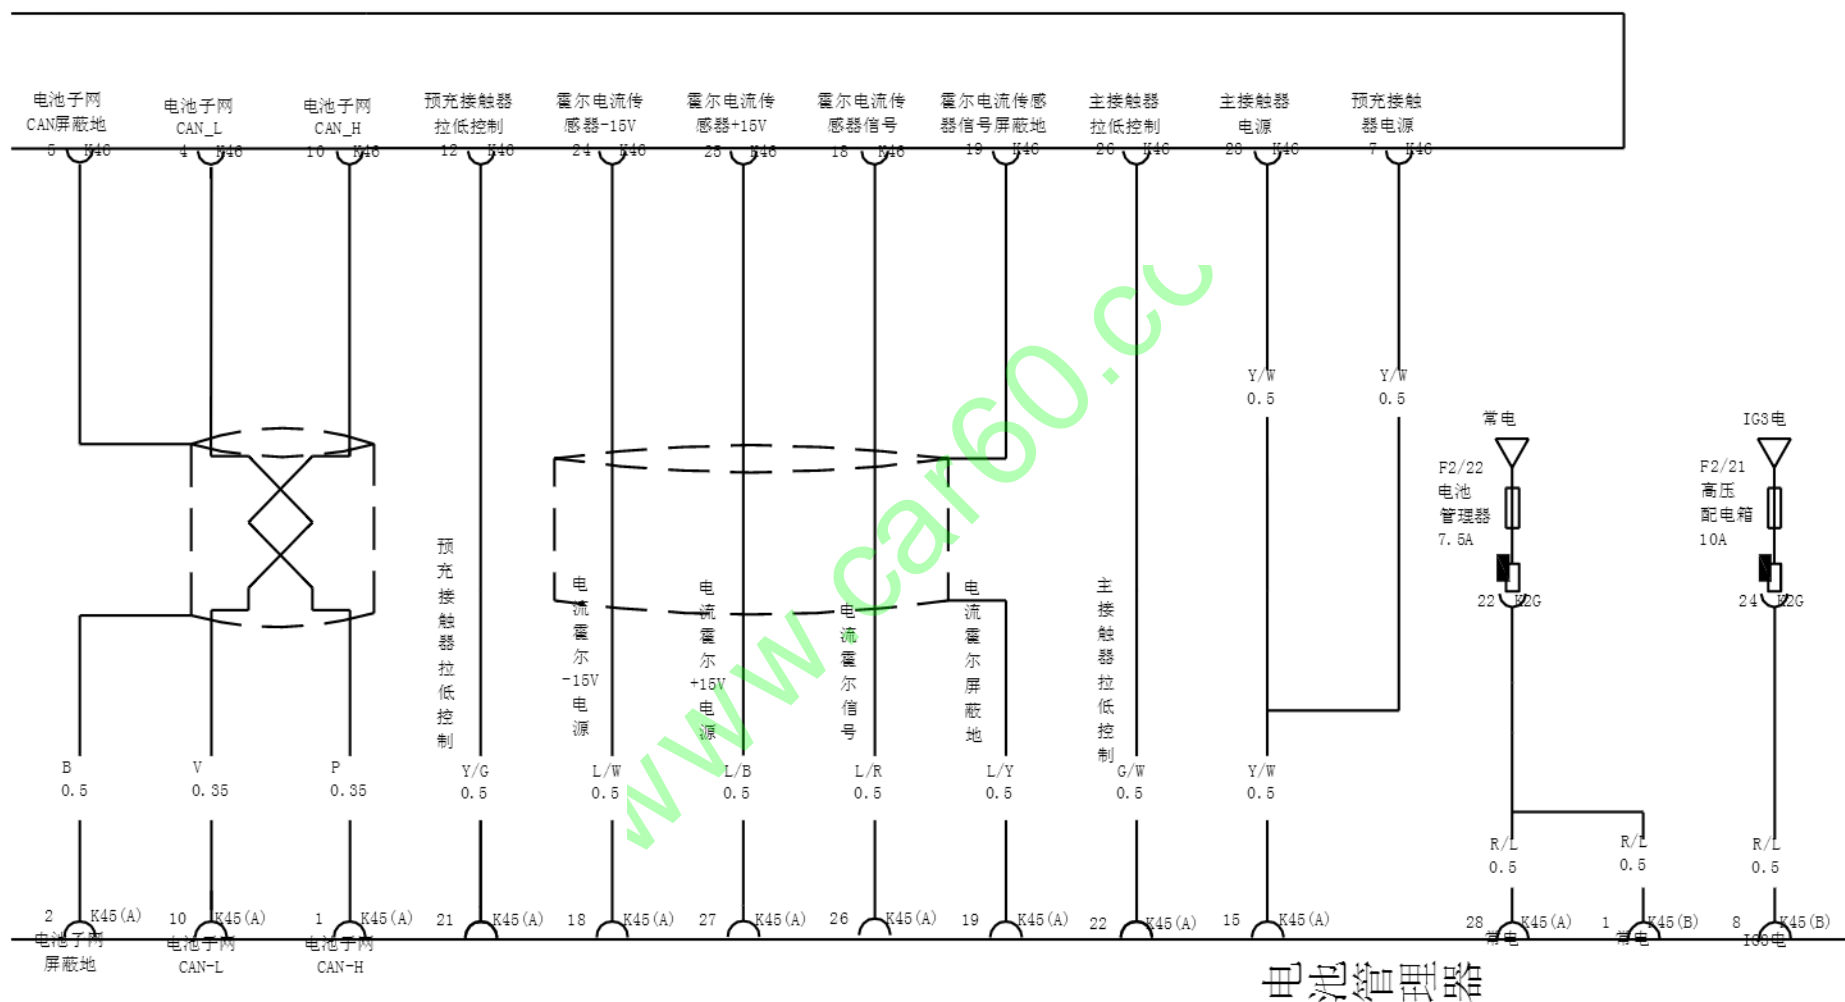 电池子网
CAN屏蔽地
电池子网
CAN_L
电池子网
CAN_H
预充接触器
拉低控制
霍尔电流传
感器-15V
霍尔电流传
感器+15V
霍尔电流传
感器信号
霍尔电流传感
器信号屏蔽地
主接触器
拉低控制
主接触器
电源
预充接触
器电源
5 K46
4 K46
10 K46
12 K46
24 K46
25 K46
18 K46
19 K46
26 K46
29 K46
7 K46
Y/W
0.5
Y/W
0.5
常电
F2/22
电池
管理器
7.5A
22 K2G
IG3电
F2/21
高压
配电箱
10A
24 K2G
预充接触器拉低控制
电流霍尔-15V电源
电流霍尔+15V电源
电流霍尔信号
电流霍尔屏蔽地
主接触器拉低控制
B
0.5
V
0.35
P
0.35
Y/G
0.5
L/W
0.5
L/B
0.5
L/R
0.5
L/Y
0.5
G/W
0.5
Y/W
0.5
R/L
0.5
R/L
0.5
R/L
0.5
2 K45(A)
10 K45(A)
1 K45(A)
21 K45(A)
18 K45(A)
27 K45(A)
26 K45(A)
19 K45(A)
22 K45(A)
15 K45(A)
28 K45(A)
1 K45(B)
8 K45(B)
电池子网
屏蔽地
电池子网
CAN-L
电池子网
CAN-H
常电
常电
IG3电
电池管理器
www.car60.co